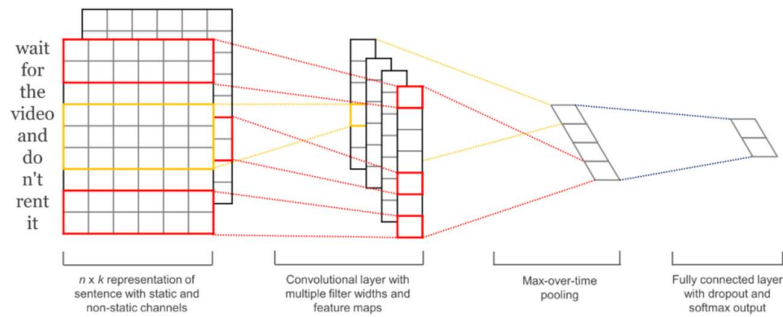 wait
for
the
video
and
do
n't
rent
it
n x k representation of
sentence with static and
non-static channels
Convolutional layer with
multiple filter widths and
feature maps
Max-over-time
pooling
Fully connected layer
with dropout and
softmax output